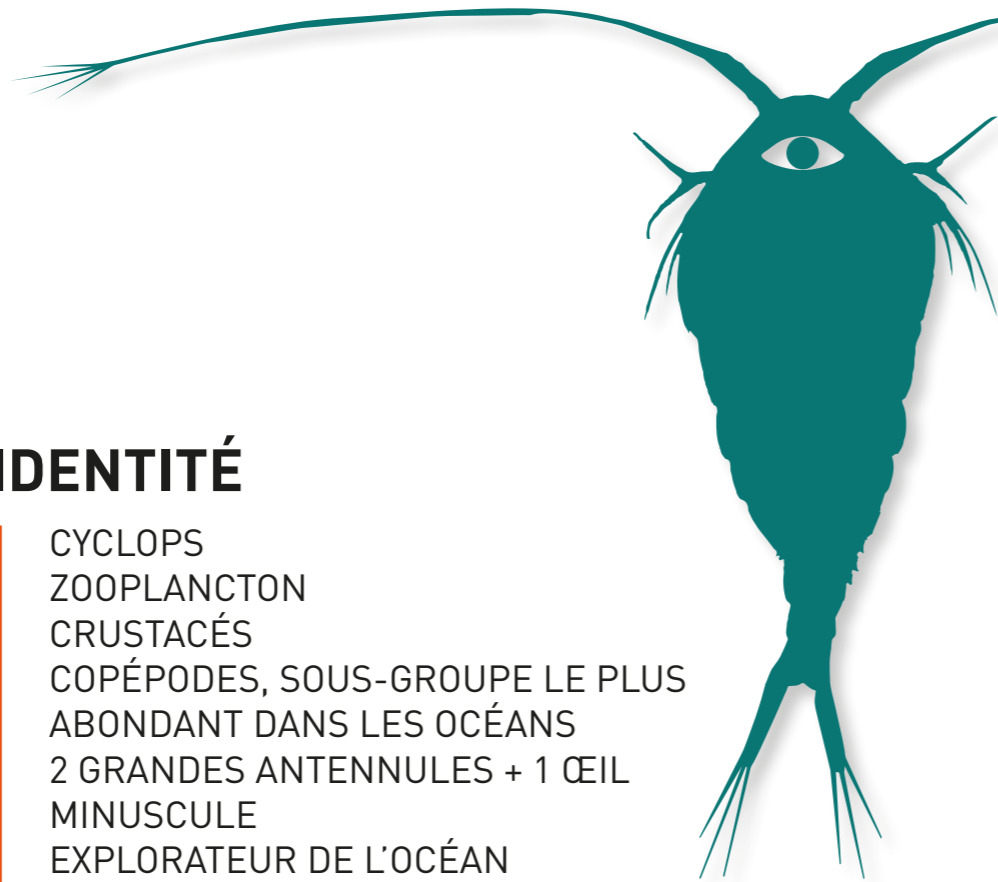 IDENTITÉ
CYCLOPS
ZOOPLANCTON
CRUSTACÉS
COPÉPODES, SOUS-GROUPE LE PLUS
ABONDANT DANS LES OCÉANS
2 GRANDES ANTENNULES + 1 ŒIL
MINUSCULE
EXPLORATEUR DE L’OCÉAN